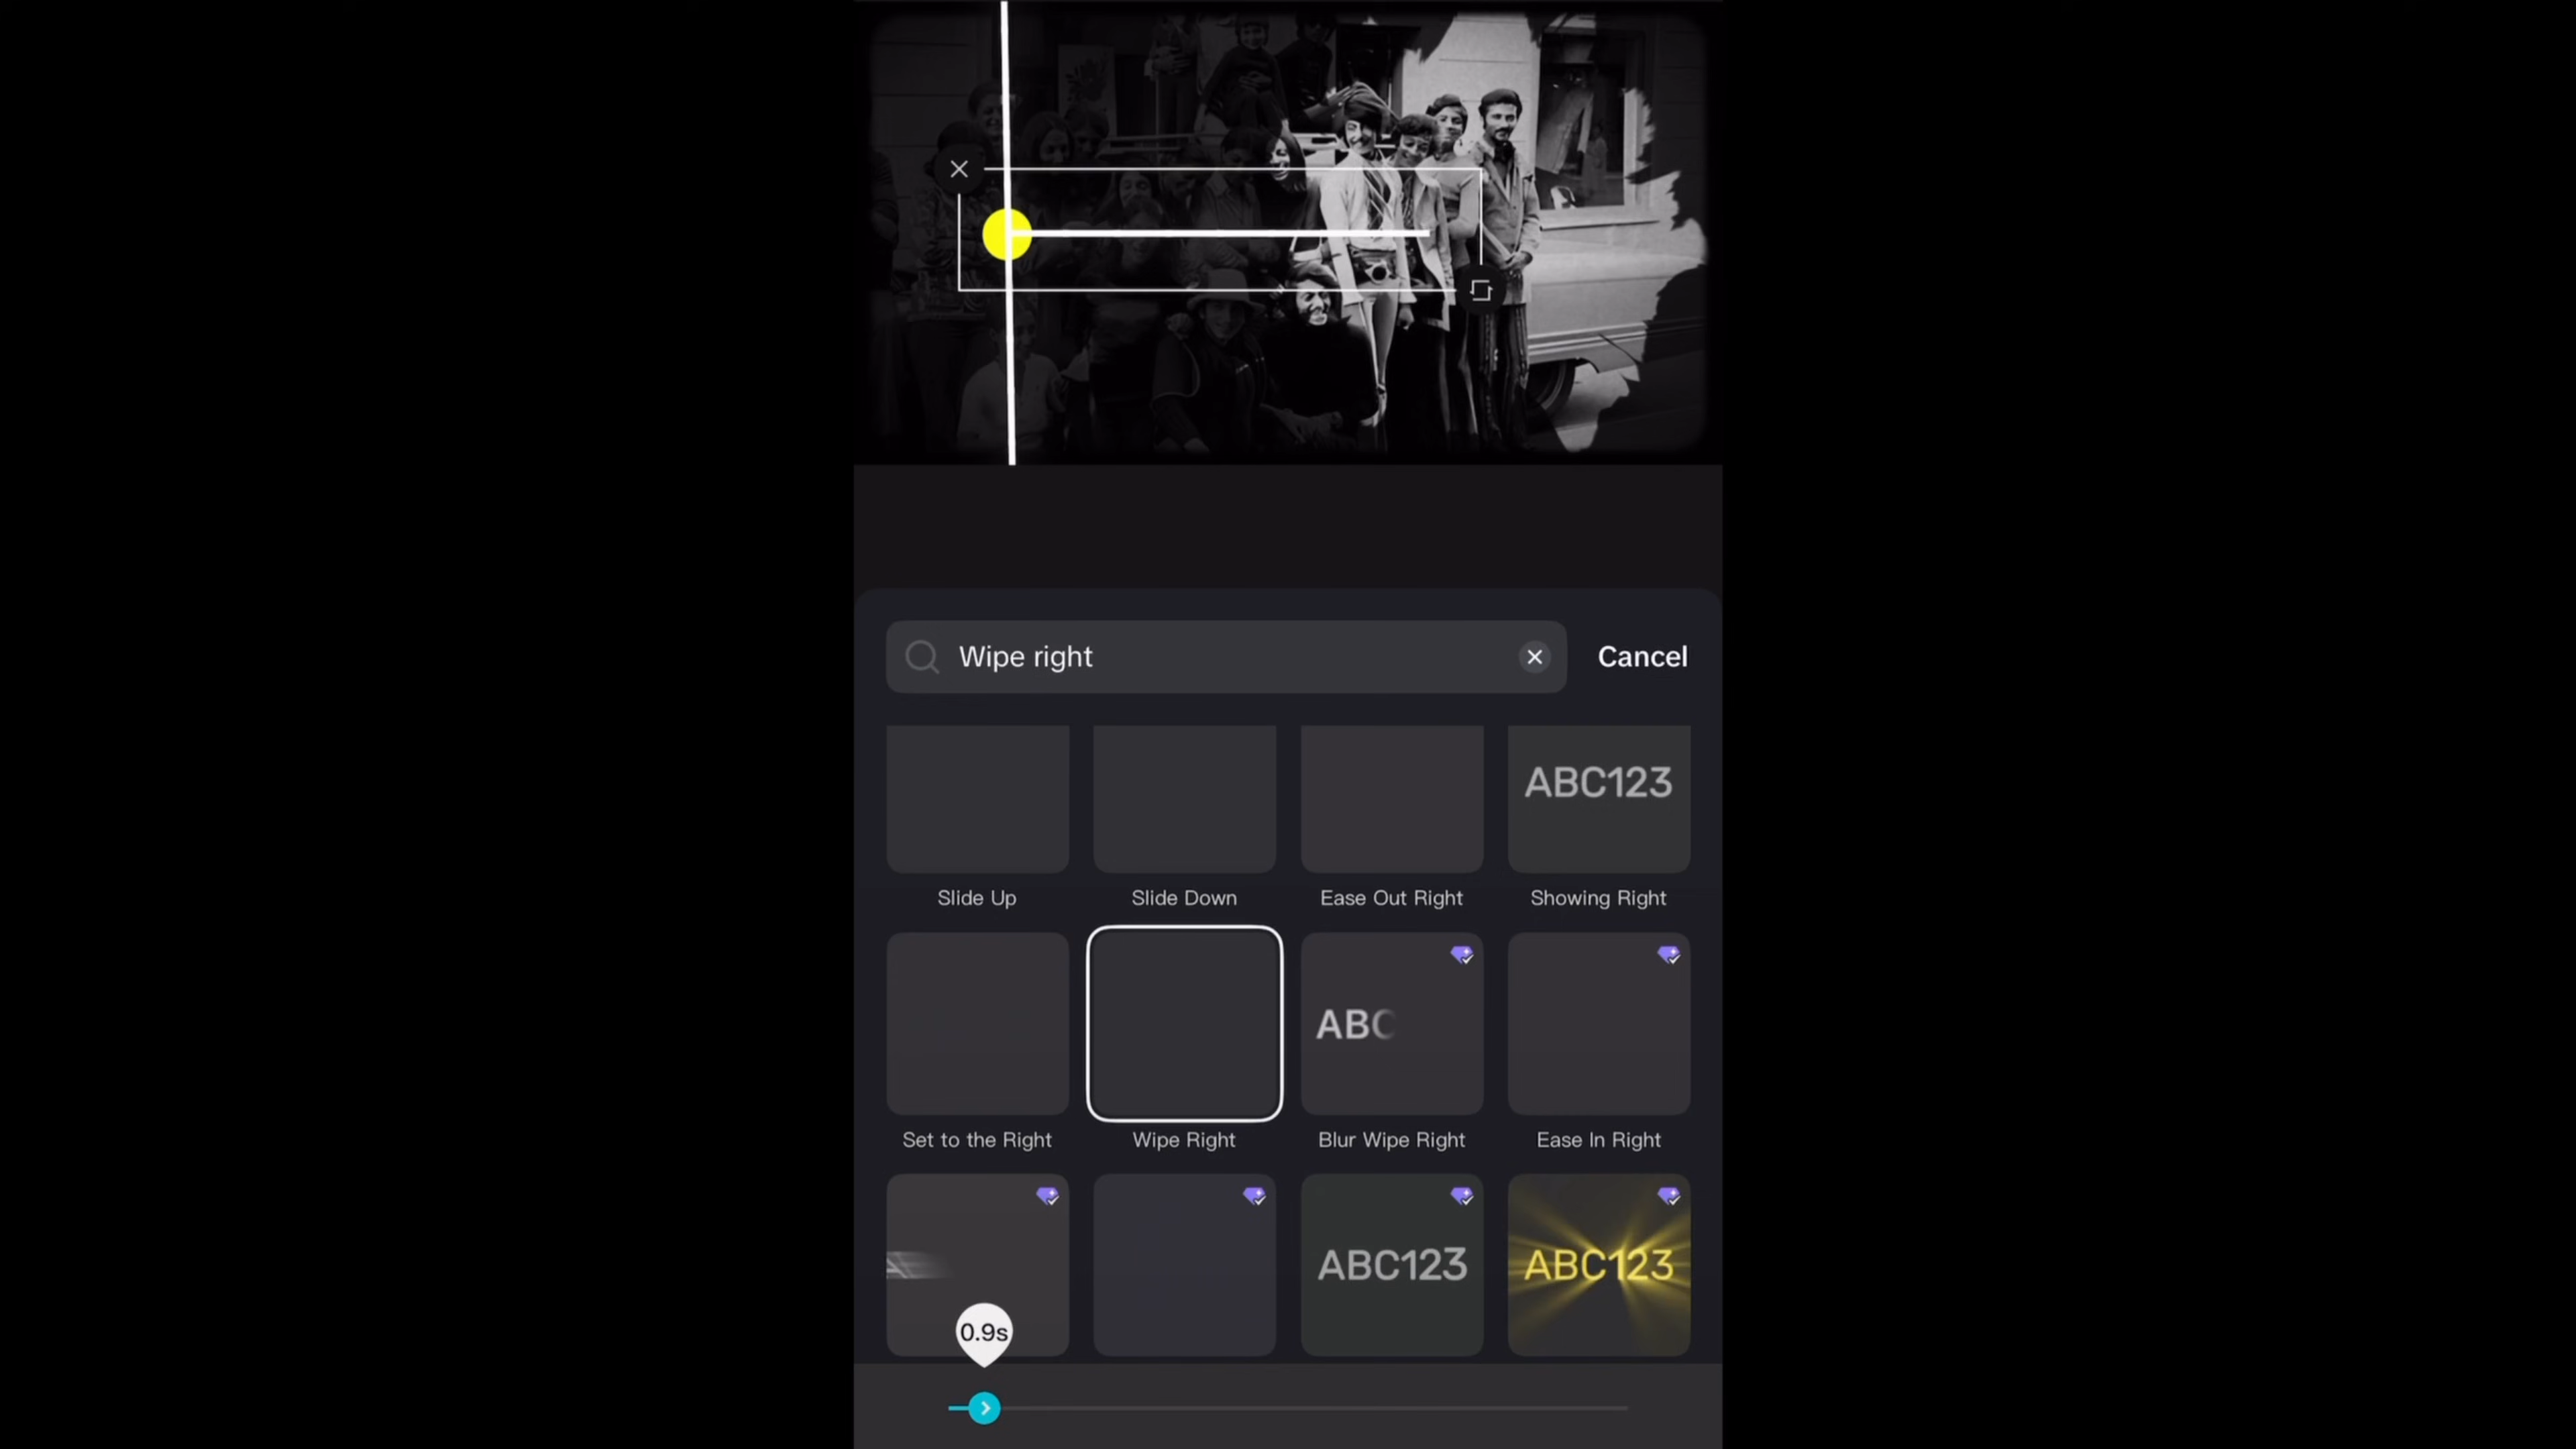 Wipe right
Cancel
ABC123
Slide Up
Slide Down
Ease Out Right
Showing Right
ABC
Set to the Right
Wipe Right
Blur Wipe Right
Ease In Right
ABC123
ABC123
0.9s